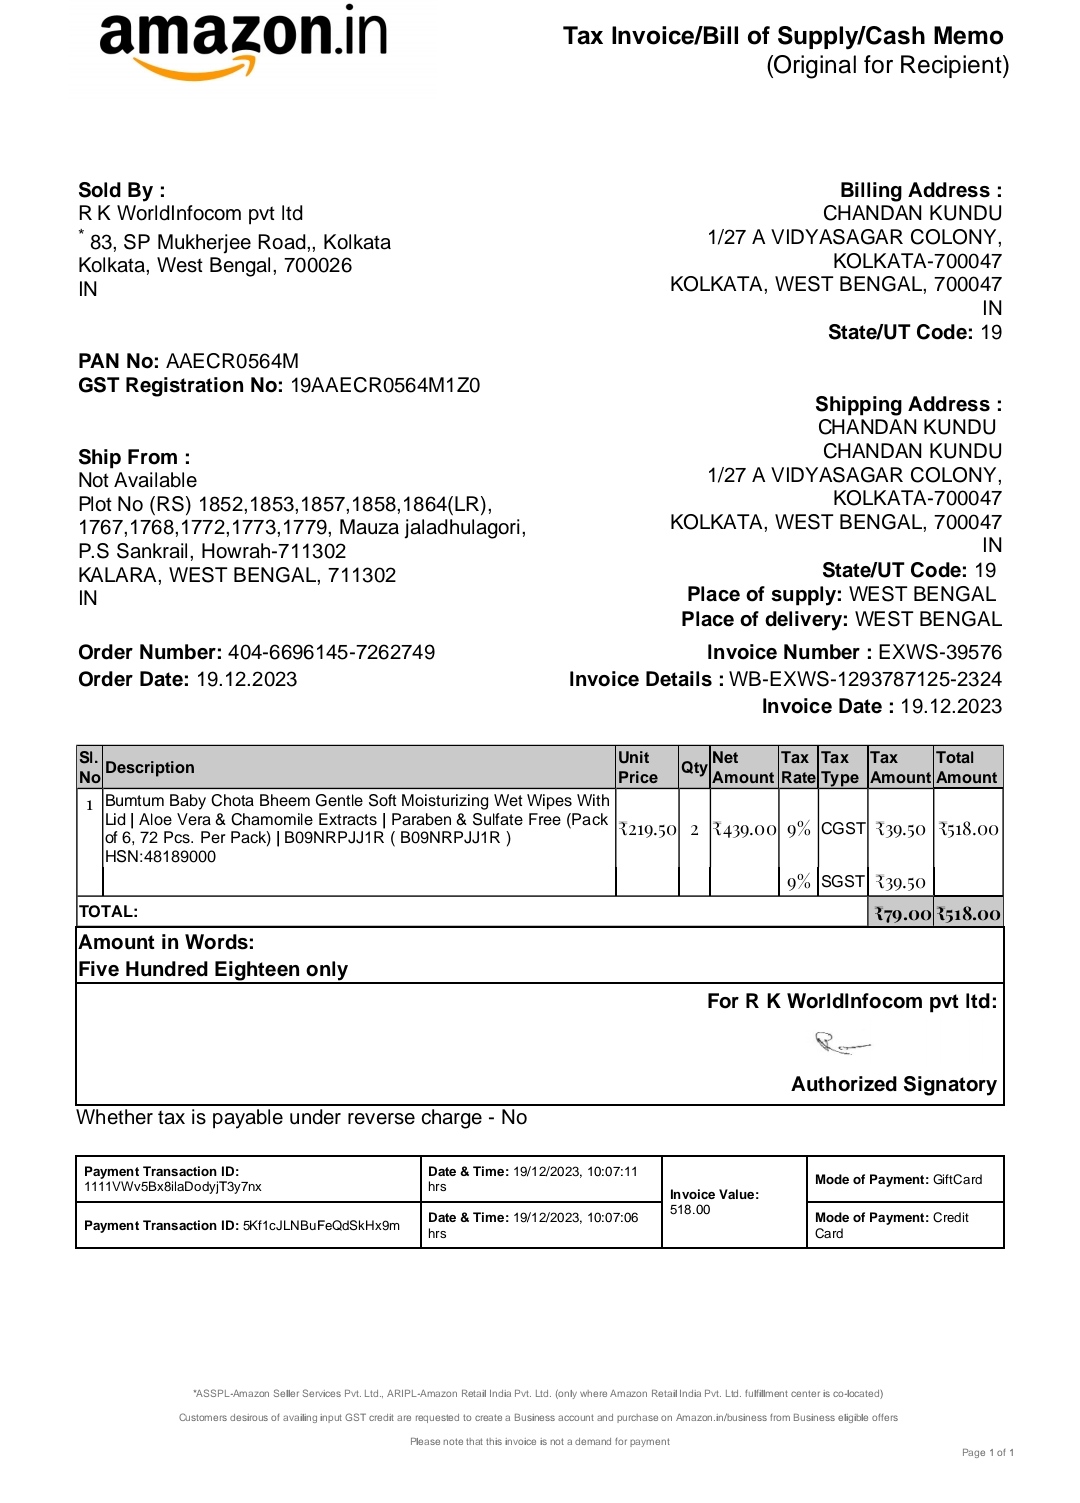 amazon.in
Tax Invoice/Bill of Supply/Cash Memo
(Original for Recipient)
Sold By :
R K WorldInfocom pvt ltd
* 83, SP Mukherjee Road,, Kolkata
Kolkata, West Bengal, 700026
IN
PAN No: AAECR0564M
GST Registration No: 19AAECR0564M1Z0
Ship From :
Not Available
Plot No (RS) 1852,1853,1857,1858,1864(LR),
1767,1768,1772,1773,1779, Mauza jaladhulagori,
P.S Sankrail, Howrah-711302
KALARA, WEST BENGAL, 711302
IN
Billing Address :
CHANDAN KUNDU
1/27 A VIDYASAGAR COLONY,
KOLKATA-700047
KOLKATA, WEST BENGAL, 700047
IN
State/UT Code: 19
Shipping Address :
CHANDAN KUNDU
CHANDAN KUNDU
1/27 A VIDYASAGAR COLONY,
KOLKATA-700047
KOLKATA, WEST BENGAL, 700047
IN
State/UT Code: 19
Place of supply: WEST BENGAL
Place of delivery: WEST BENGAL
Order Number: 404-6696145-7262749
Order Date: 19.12.2023
Invoice Number : EXWS-39576
Invoice Details : WB-EXWS-1293787125-2324
Invoice Date : 19.12.2023
Sl. No Description Unit Price Qty Net Amount Tax Rate Tax Type Tax Amount Total Amount
1 Bumtum Baby Chota Bheem Gentle Soft Moisturizing Wet Wipes With
Lid | Aloe Vera & Chamomile Extracts | Paraben & Sulfate Free (Pack
of 6, 72 Pcs. Per Pack) | B09NRPJJ1R ( B09NRPJJ1R )
HSN:48189000
₹219.50 2 ₹439.00 9% CGST ₹39.50 ₹518.00
9% SGST ₹39.50
TOTAL: ₹79.00 ₹518.00
Amount in Words:
Five Hundred Eighteen only
For R K WorldInfocom pvt ltd:
Authorized Signatory
Whether tax is payable under reverse charge - No
Payment Transaction ID:
1111VWv5Bx8ilaDodyjT3y7nx
Date & Time: 19/12/2023, 10:07:11
hrs
Invoice Value:
518.00
Mode of Payment: GiftCard
Payment Transaction ID: 5Kf1cJLNBuFeQdSkHx9m
Date & Time: 19/12/2023, 10:07:06
hrs
Mode of Payment: Credit
Card
*ASSPL-Amazon Seller Services Pvt. Ltd., ARIPL-Amazon Retail India Pvt. Ltd. (only where Amazon Retail India Pvt. Ltd. fulfillment center is co-located)
Customers desirous of availing input GST credit are requested to create a Business account and purchase on Amazon.in/business from Business eligible offers
Please note that this invoice is not a demand for payment
Page 1 of 1